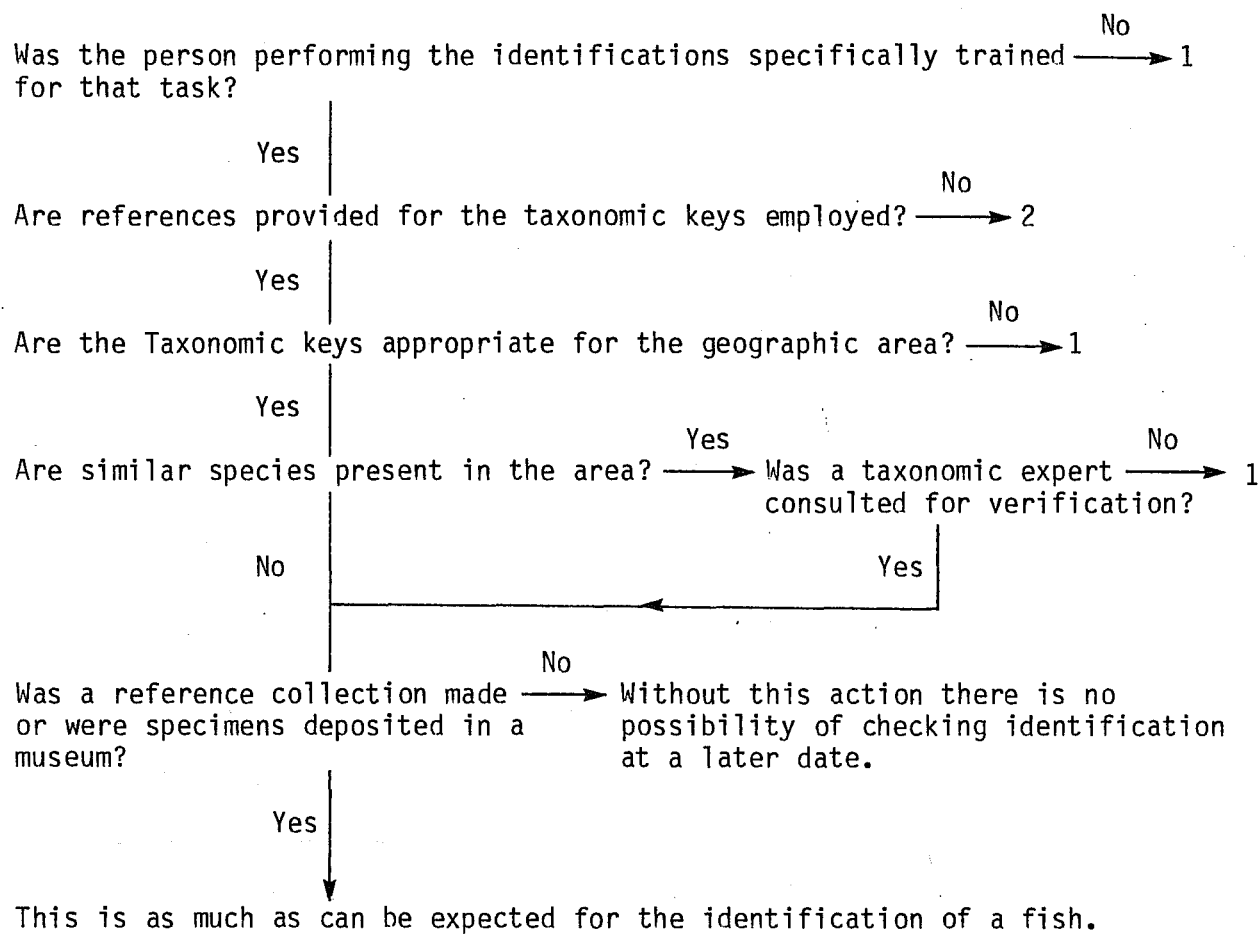 No
Was the person performing the identifications specifically trained 1
for that task?
Yes
No
Are references provided for the taxonomic keys employed? 2
Yes
No
Are the Taxonomic keys appropriate for the geographic area? 1
Yes
Yes No
Are similar species present in the area? Was a taxonomic expert 1
consulted for verification?
No Yes
No
Was a reference collection made Without this action there is no
or were specimens deposited in a possibility of checking identification
museum? at a later date.
Yes
This is as much as can be expected for the identification of a fish.